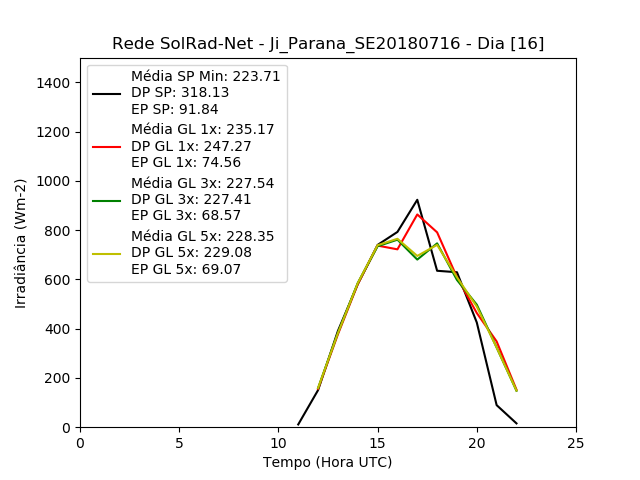 Rede SolRad-Net - Ji_Parana_SE20180716 - Dia [16]
Média SP Min: 223.71
DP SP: 318.13
EP SP: 91.84
Média GL 1x: 235.17
DP GL 1x: 247.27
EP GL 1x: 74.56
Média GL 3x: 227.54
DP GL 3x: 227.41
EP GL 3x: 68.57
Média GL 5x: 228.35
DP GL 5x: 229.08
EP GL 5x: 69.07
Irradiância (Wm-2)
1400
1200
1000
800
600
400
200
0
0 5 10 15 20 25
Tempo (Hora UTC)